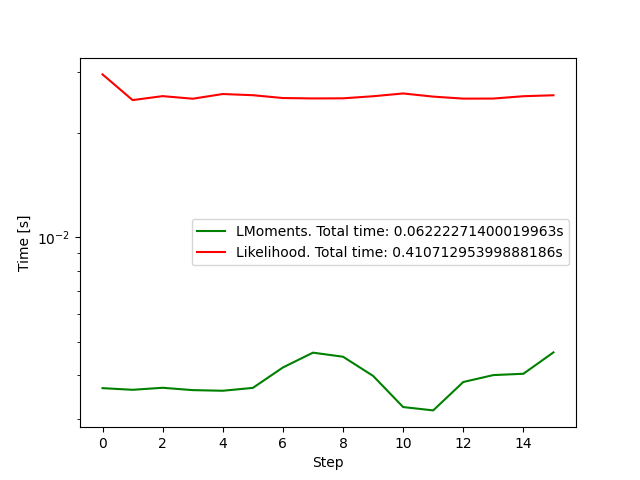 10⁻²
Time [s]
LMoments. Total time: 0.06222271400019963s
Likelihood. Total time: 0.41071295399888186s
0 2 4 6 8 10 12 14
Step